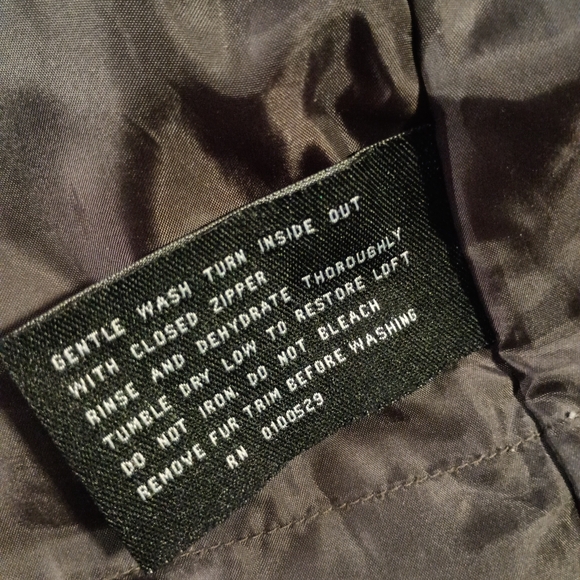 GENTLE WASH TURN INSIDE OUT
WITH CLOSED ZIPPER
RINSE AND DEHYDRATE THOROUGHLY
TUMBLE DRY LOW TO RESTORE LOFT
DO NOT IRON, DO NOT BLEACH
REMOVE FUR TRIM BEFORE WASHING
RN 0100529